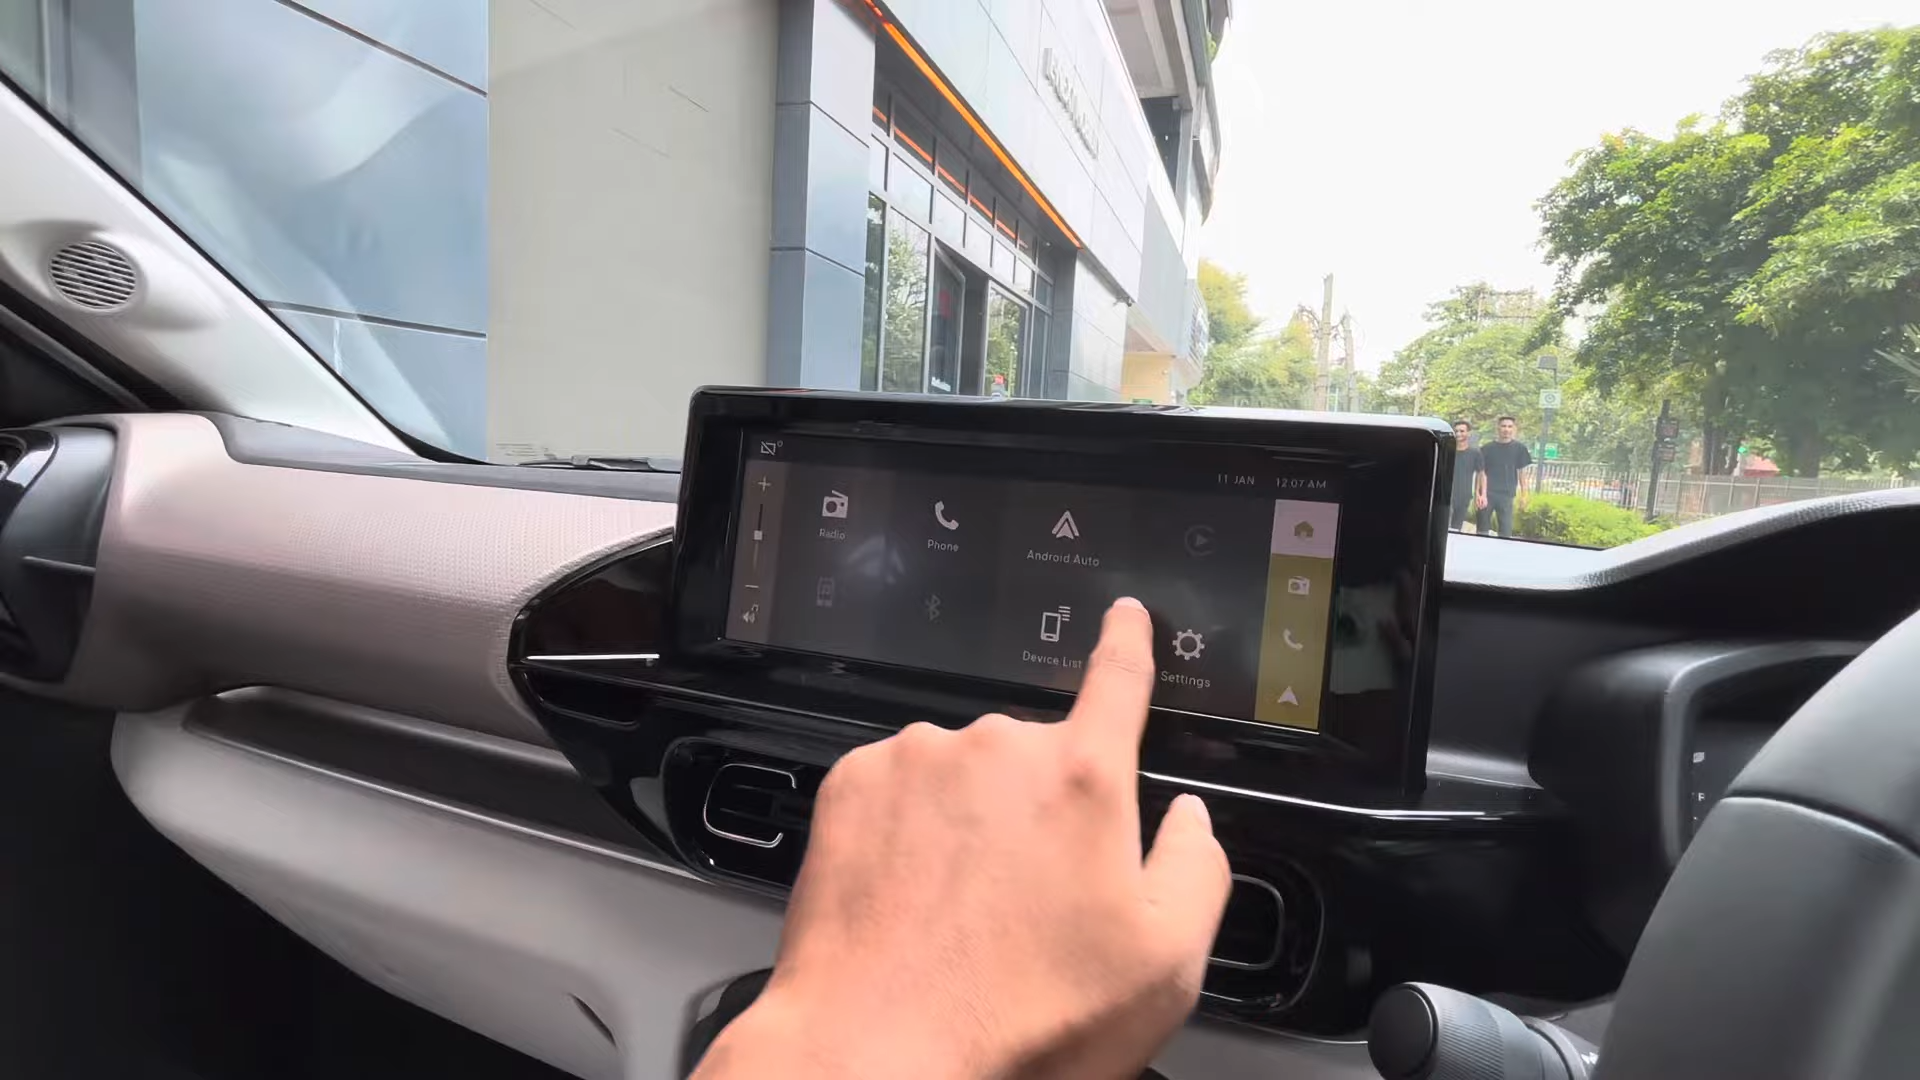 11 JAN 12:07 AM
Radio
Phone
Android Auto
Device List
Settings